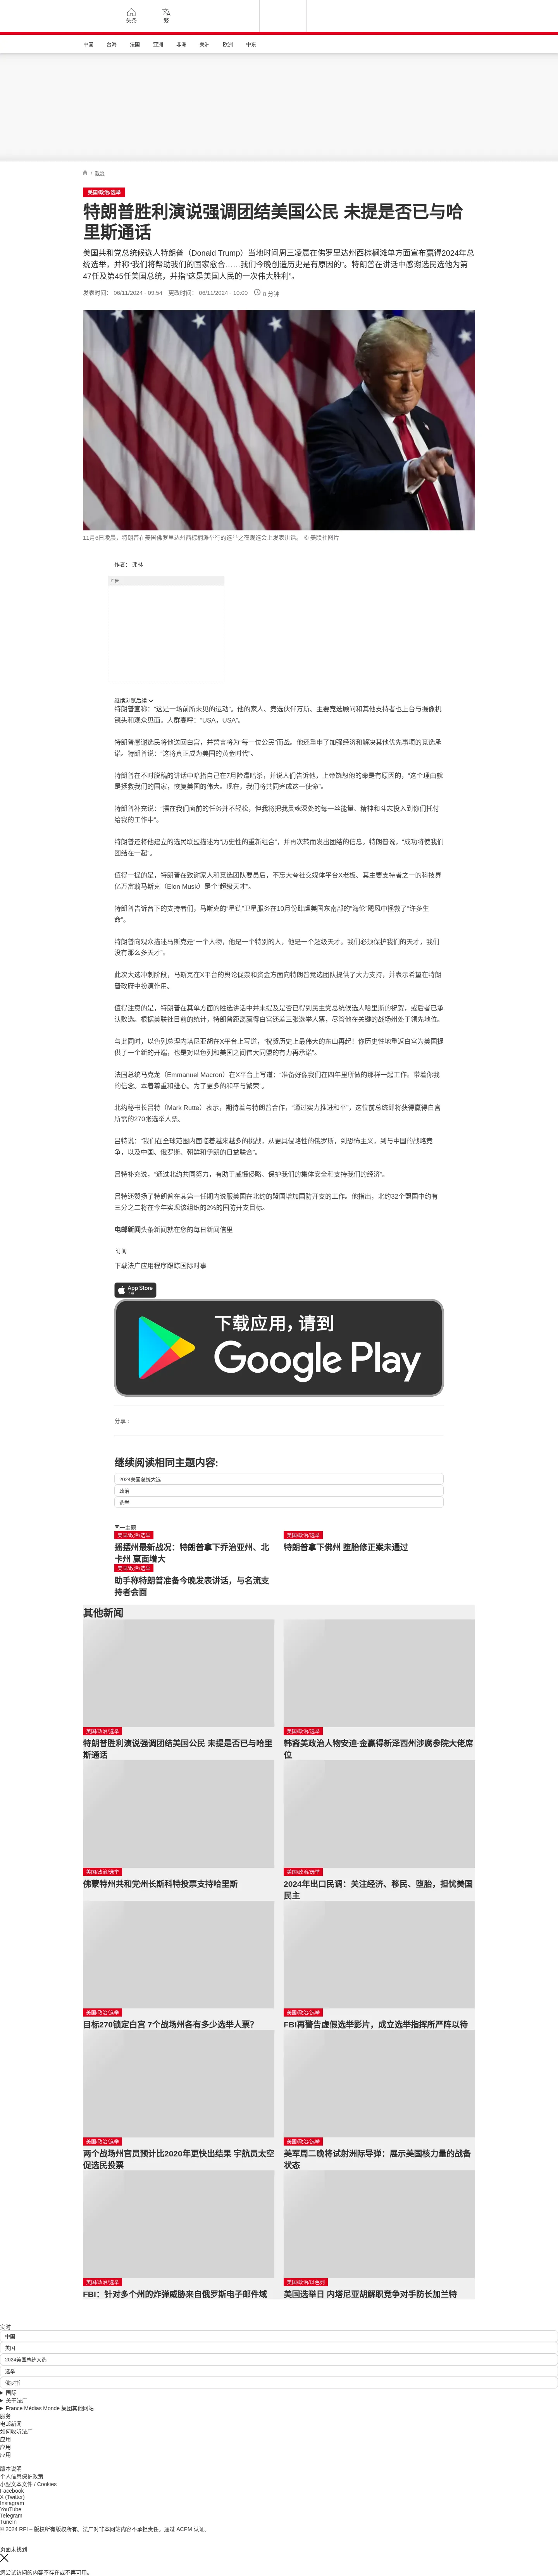 头条
繁
中国
台海
法国
亚洲
非洲
美洲
欧洲
中东
/ 政治
美国/政治/选举
特朗普胜利演说强调团结美国公民 未提是否已与哈
里斯通话
美国共和党总统候选人特朗普（Donald Trump）当地时间周三凌晨在佛罗里达州西棕榈滩单方面宣布赢得2024年总
统选举，并称“我们将帮助我们的国家愈合……我们今晚创造历史是有原因的”。特朗普在讲话中感谢选民选他为第
47任及第45任美国总统，并指“这是美国人民的一次伟大胜利”。
发表时间： 06/11/2024 - 09:54 更改时间： 06/11/2024 - 10:00 8 分钟
11月6日凌晨，特朗普在美国佛罗里达州西棕榈滩举行的选举之夜观选会上发表讲话。 © 美联社图片
作者： 弗林
广告
继续浏览后续
特朗普宣称：“这是一场前所未见的运动”。他的家人、竞选伙伴万斯、主要竞选顾问和其他支持者也上台与摄像机
镜头和观众见面。人群高呼：“USA，USA”。
特朗普感谢选民将他送回白宫，并誓言将为“每一位公民”而战。他还重申了加强经济和解决其他优先事项的竞选承
诺。特朗普说：“这将真正成为美国的黄金时代”。
特朗普在不时脱稿的讲话中暗指自己在7月险遭暗杀，并说人们告诉他，上帝饶恕他的命是有原因的，“这个理由就
是拯救我们的国家，恢复美国的伟大。现在，我们将共同完成这一使命”。
特朗普补充说：“摆在我们面前的任务并不轻松，但我将把我灵魂深处的每一丝能量、精神和斗志投入到你们托付
给我的工作中”。
特朗普还将他建立的选民联盟描述为“历史性的重新组合”，并再次转而发出团结的信息。特朗普说，“成功将使我们
团结在一起”。
值得一提的是，特朗普在致谢家人和竞选团队要员后，不忘大夸社交媒体平台X老板、其主要支持者之一的科技界
亿万富翁马斯克（Elon Musk）是个“超级天才”。
特朗普告诉台下的支持者们，马斯克的“星链”卫星服务在10月份肆虐美国东南部的“海伦”飓风中拯救了“许多生
命”。
特朗普向观众描述马斯克是“一个人物，他是一个特别的人，他是一个超级天才。我们必须保护我们的天才，我们
没有那么多天才”。
此次大选冲刺阶段，马斯克在X平台的舆论促票和资金方面向特朗普竞选团队提供了大力支持，并表示希望在特朗
普政府中扮演作用。
值得注意的是，特朗普在其单方面的胜选讲话中并未提及是否已得到民主党总统候选人哈里斯的祝贺，或后者已承
认败选。根据美联社目前的统计，特朗普距离赢得白宫还差三张选举人票，尽管他在关键的战场州处于领先地位。
与此同时，以色列总理内塔尼亚胡在X平台上写道，“祝贺历史上最伟大的东山再起！你历史性地重返白宫为美国提
供了一个新的开端，也是对以色列和美国之间伟大同盟的有力再承诺”。
法国总统马克龙（Emmanuel Macron）在X平台上写道：“准备好像我们在四年里所做的那样一起工作。带着你我
的信念。本着尊重和雄心。为了更多的和平与繁荣”。
北约秘书长吕特（Mark Rutte）表示，期待着与特朗普合作，“通过实力推进和平”，这位前总统即将获得赢得白宫
所需的270张选举人票。
吕特说：“我们在全球范围内面临着越来越多的挑战，从更具侵略性的俄罗斯，到恐怖主义，到与中国的战略竞
争，以及中国、俄罗斯、朝鲜和伊朗的日益联合”。
吕特补充说，“通过北约共同努力，有助于威慑侵略、保护我们的集体安全和支持我们的经济”。
吕特还赞扬了特朗普在其第一任期内说服美国在北约的盟国增加国防开支的工作。他指出，北约32个盟国中约有
三分之二将在今年实现该组织的2%的国防开支目标。
电邮新闻头条新闻就在您的每日新闻信里
订阅
下载法广应用程序跟踪国际时事
App Store
下载
下载应用，请到
Google Play
分享 :
继续阅读相同主题内容:
2024美国总统大选
政治
选举
同一主题
美国/政治/选举
摇摆州最新战况：特朗普拿下乔治亚州、北
卡州 赢面增大
美国/政治/选举
特朗普拿下佛州 堕胎修正案未通过
美国/政治/选举
助手称特朗普准备今晚发表讲话，与名流支
持者会面
其他新闻
美国/政治/选举
特朗普胜利演说强调团结美国公民 未提是否已与哈里
斯通话
美国/政治/选举
韩裔美政治人物安迪·金赢得新泽西州涉腐参院大佬席
位
美国/政治/选举
佛蒙特州共和党州长斯科特投票支持哈里斯
美国/政治/选举
2024年出口民调：关注经济、移民、堕胎，担忧美国
民主
美国/政治/选举
目标270锁定白宫 7个战场州各有多少选举人票？
美国/政治/选举
FBI再警告虚假选举影片，成立选举指挥所严阵以待
美国/政治/选举
两个战场州官员预计比2020年更快出结果 宇航员太空
促选民投票
美国/政治/选举
美军周二晚将试射洲际导弹：展示美国核力量的战备
状态
美国/政治/选举
FBI：针对多个州的炸弹威胁来自俄罗斯电子邮件域
美国/政治/以色列
美国选举日 内塔尼亚胡解职竞争对手防长加兰特
实时
中国
美国
2024美国总统大选
选举
俄罗斯
国际
关于法广
France Médias Monde 集团其他网站
服务
电邮新闻
如何收听法广
应用
应用
应用
版本说明
个人信息保护政策
小型文本文件 / Cookies
Facebook
X (Twitter)
Instagram
YouTube
Telegram
TuneIn
© 2024 RFI – 版权所有版权所有。法广对非本网站内容不承担责任。通过 ACPM 认证。
页面未找到
您尝试访问的内容不存在或不再可用。